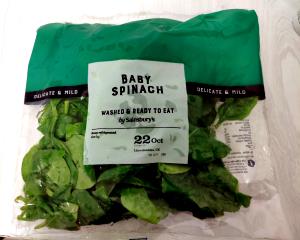 BABY
SPINACH
DELICATE & MILD
DELICATE & MILD
WASHED & READY TO EAT
by Sainsbury's
22 Oct